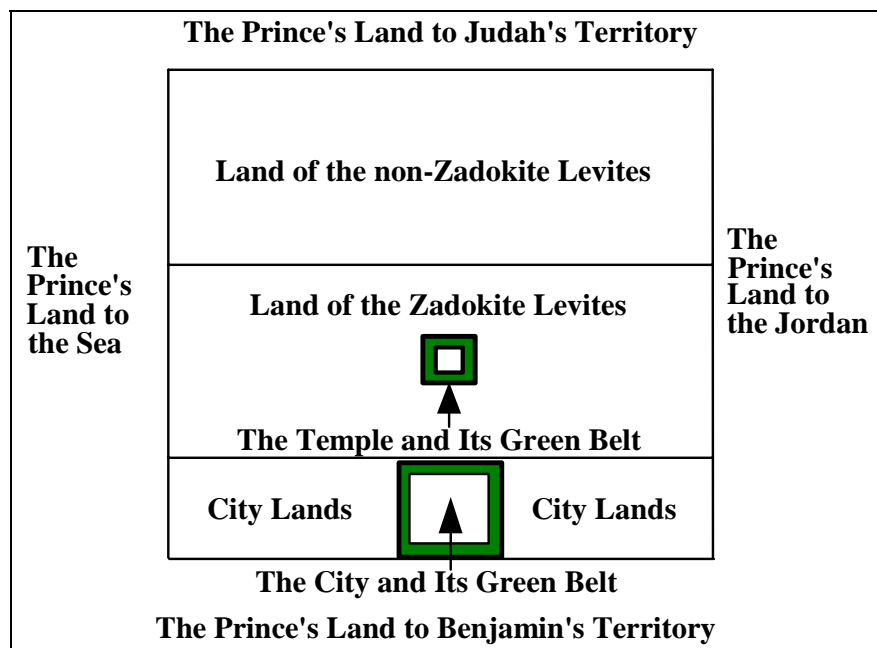 The Prince's Land to Judah's Territory
Land of the non-Zadokite Levites
The
Prince's
Land to
the Sea
The
Prince's
Land to
the Jordan
Land of the Zadokite Levites
The Temple and Its Green Belt
City Lands
City Lands
The City and Its Green Belt
The Prince's Land to Benjamin's Territory